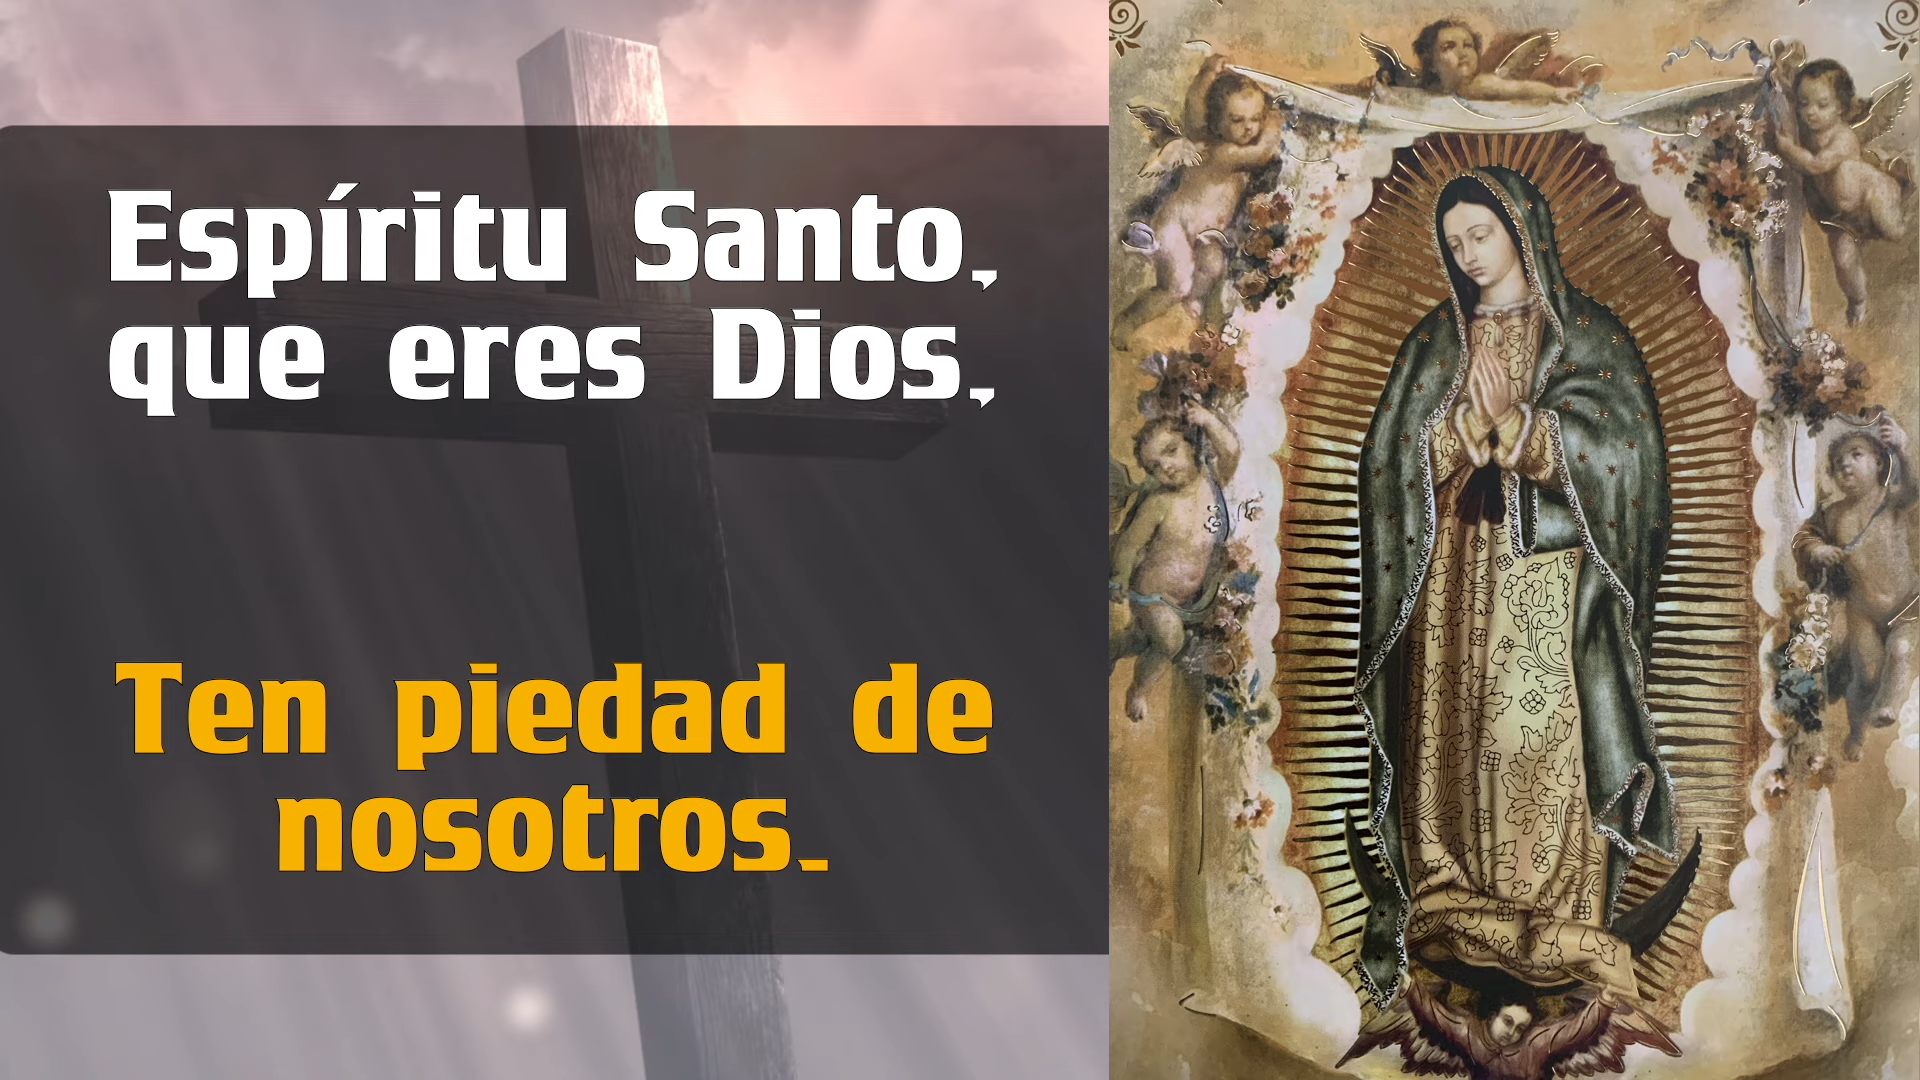 Espíritu Santo,
que eres Dios,
Ten piedad de
nosotros.